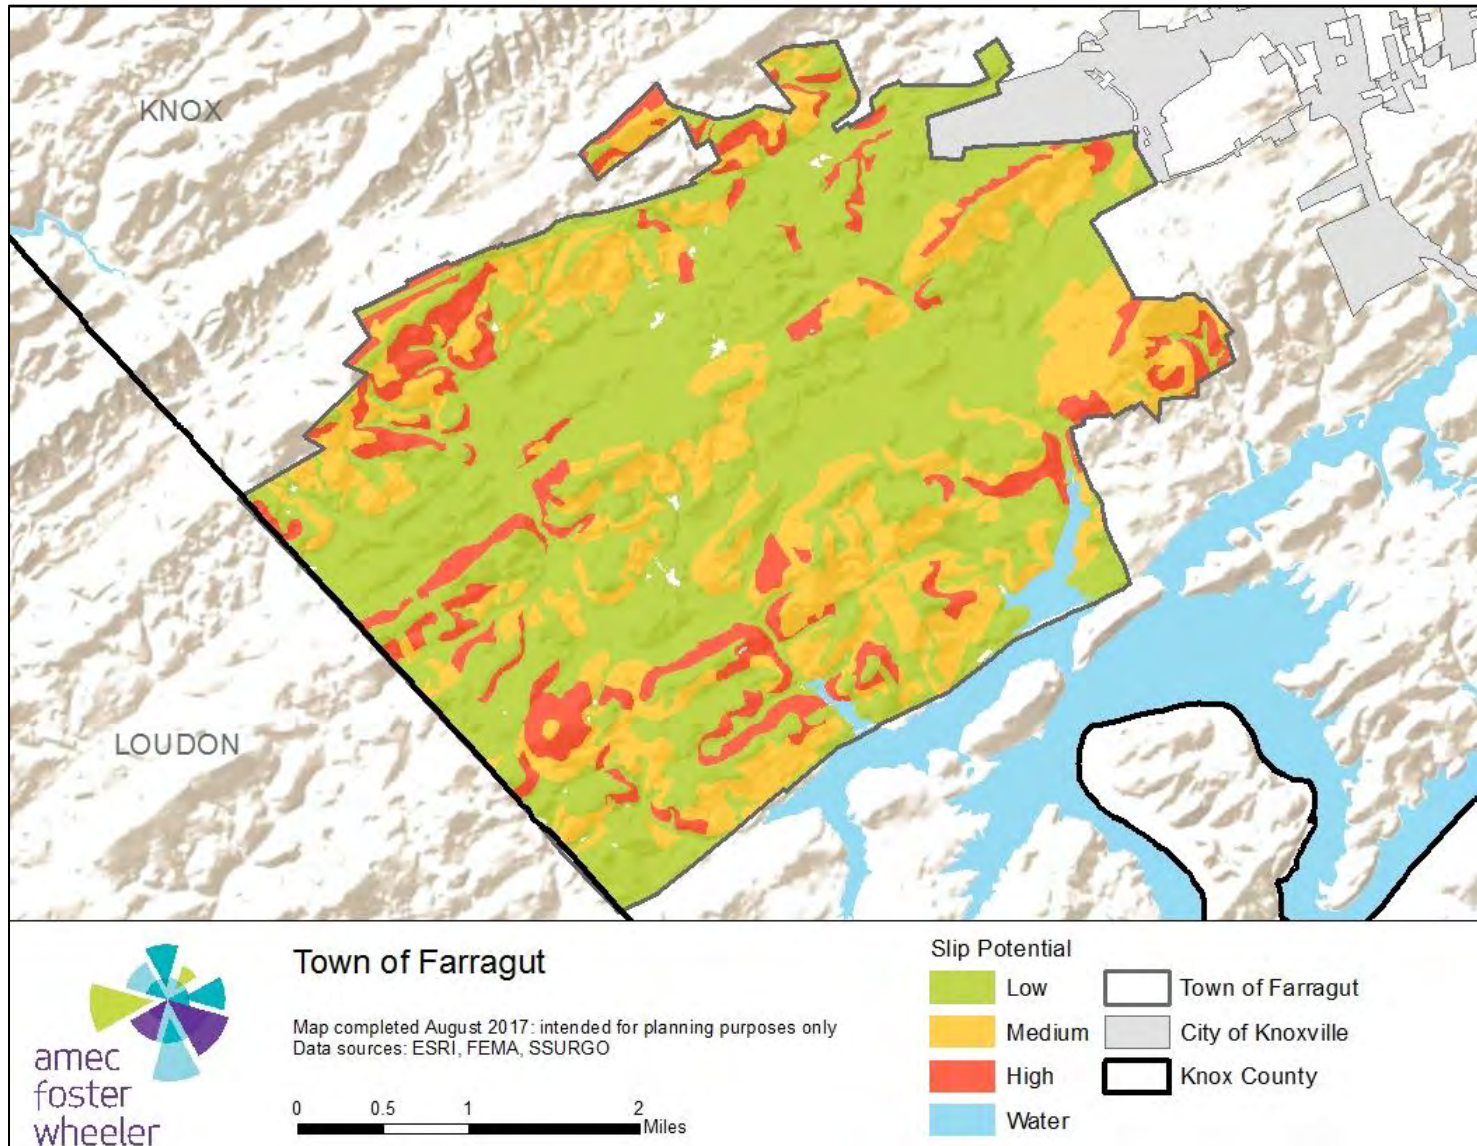 KNOX
LOUDON
amec
foster
wheeler
Town of Farragut
Map completed August 2017: intended for planning purposes only
Data sources: ESRI, FEMA, SSURGO
0 0.5 1 2
Miles
Slip Potential
Low
Medium
High
Water
Town of Farragut
City of Knoxville
Knox County